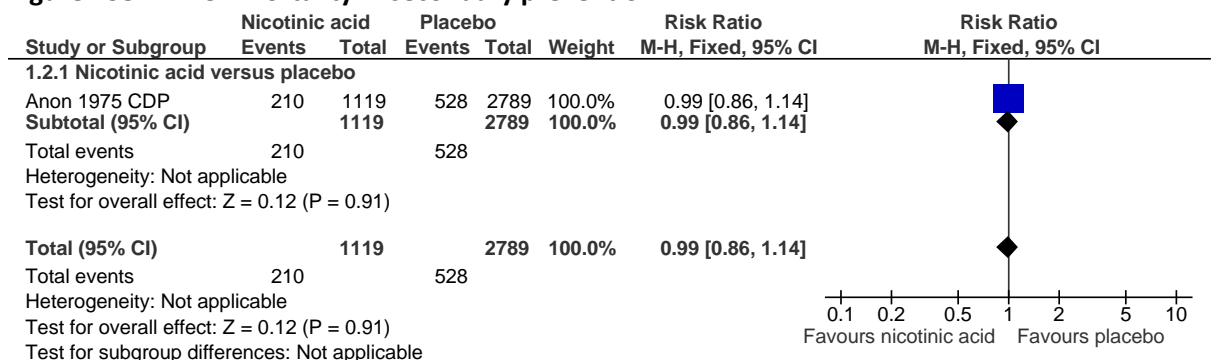 Nicotinic acid Placebo Risk Ratio Risk Ratio
Study or Subgroup Events Total Events Total Weight M-H, Fixed, 95% CI M-H, Fixed, 95% CI
1.2.1 Nicotinic acid versus placebo
Anon 1975 CDP 210 1119 528 2789 100.0% 0.99 [0.86, 1.14]
Subtotal (95% CI) 1119 2789 100.0% 0.99 [0.86, 1.14]
Total events 210 528
Heterogeneity: Not applicable
Test for overall effect: Z = 0.12 (P = 0.91)
Total (95% CI) 1119 2789 100.0% 0.99 [0.86, 1.14]
Total events 210 528
Heterogeneity: Not applicable
Test for overall effect: Z = 0.12 (P = 0.91)
Test for subgroup differences: Not applicable
0.1 0.2 0.5 1 2 5 10
Favours nicotinic acid Favours placebo